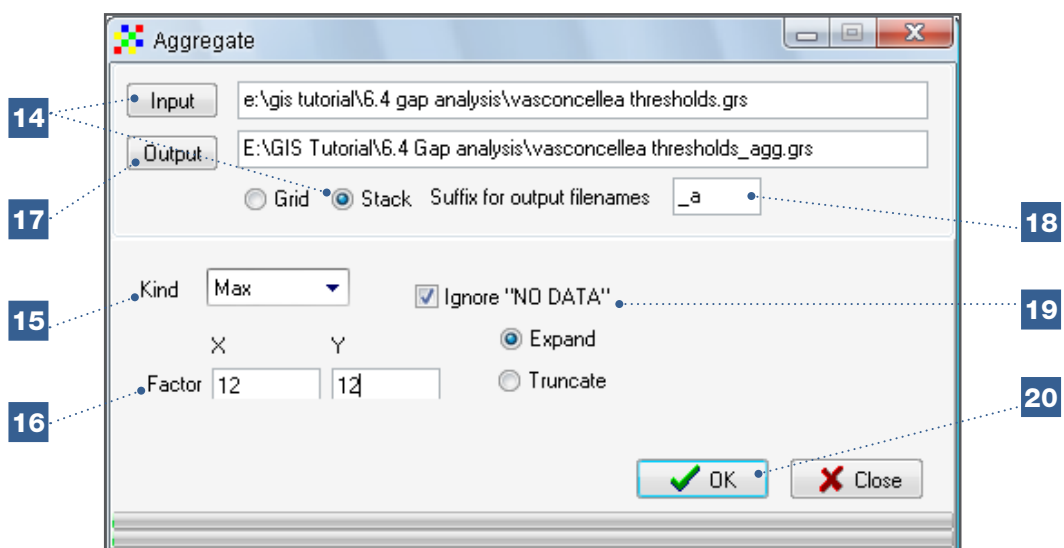 Aggregate
14
Input
e:\gis tutorial\6.4 gap analysis\vasconcellea thresholds.grs
17
Output
E:\GIS Tutorial\6.4 Gap analysis\vasconcellea thresholds_agg.grs
Grid Stack Suffix for output filenames _a
18
15
Kind Max
Ignore "NO DATA"
19
X Y
Expand
16
Factor 12 12
Truncate
20
OK Close